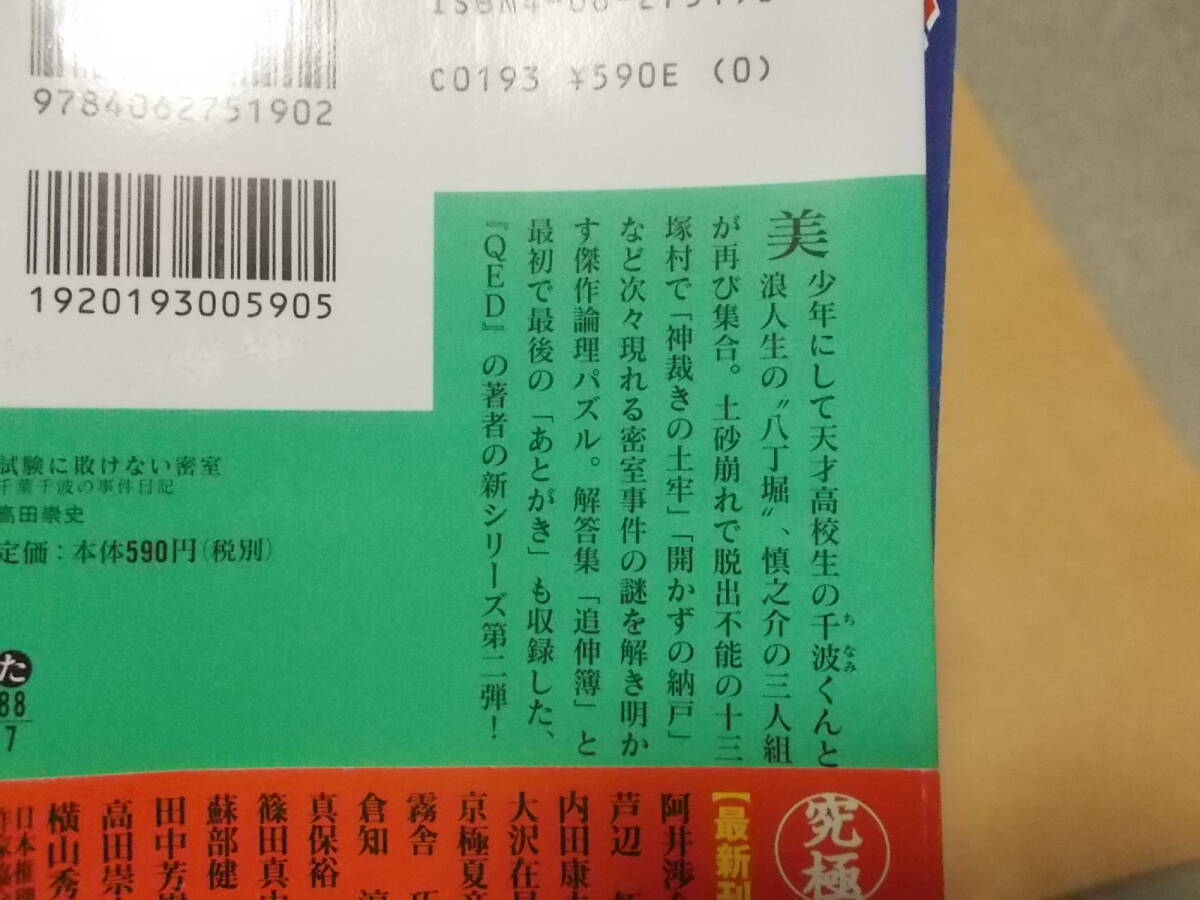 C0193 ¥590E (0)
9784062751902
1920193005905
美少年にして天才高校生の千波くんと
ちなみ
浪人生の〝八丁堀〟、慎之介の三人組
が再び集合。土砂崩れで脱出不能の十三
塚村で「神裁きの土牢」「開かずの納戸」
など次々現れる密室事件の謎を解き明か
す傑作論理パズル。解答集「追伸簿」と
最初で最後の「あとがき」も収録した、
『QED』の著者の新シリーズ第二弾!
試験に敗けない密室
千葉千波の事件日記
高田崇史
定価:本体590円(税別)
た
88
7
究極
【最新刊
阿井渉
芦辺
内田康
大沢在
京極夏
霧舎
倉知
真保裕
篠田真
蘇部健
田中芳
高田崇
横山秀
日本推理